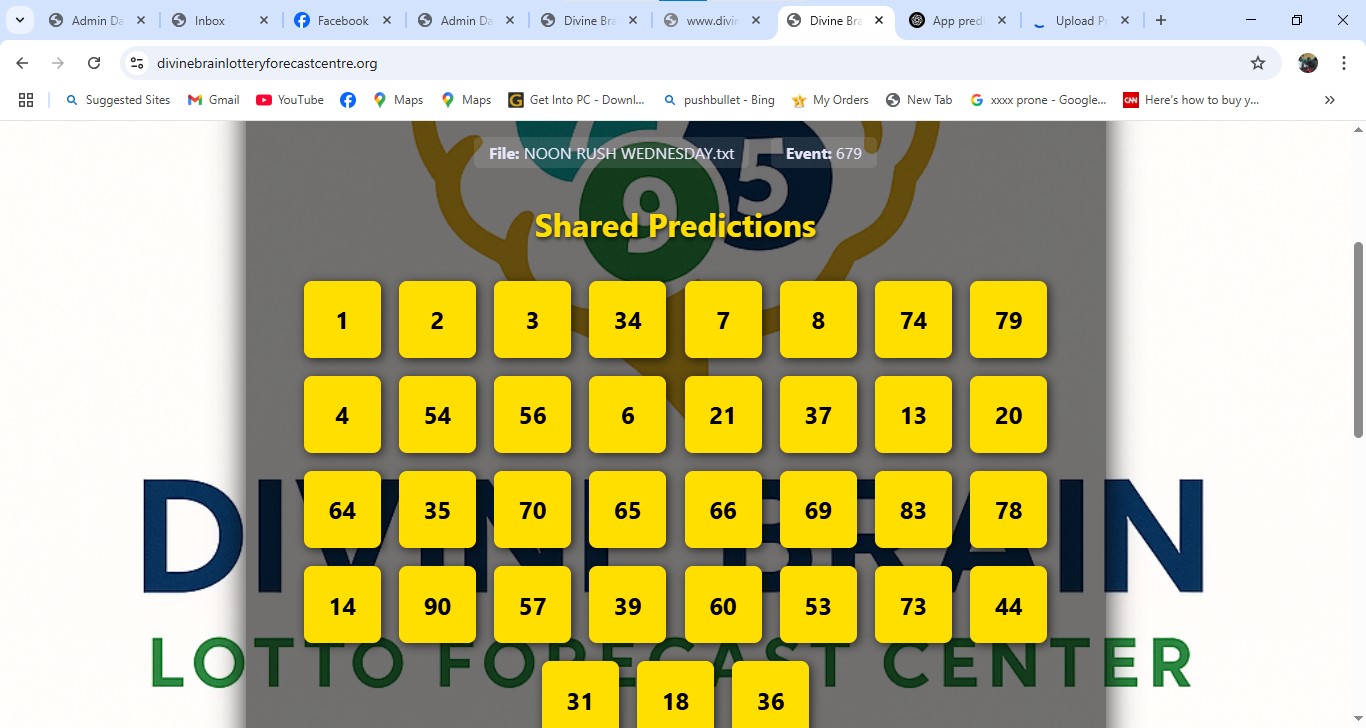 Admin Da
Inbox
Facebook
Admin Da
Divine Bra
www.divin
Divine Bra
App pred
Upload P
divinebrainlotteryforecastcentre.org
Suggested Sites
Gmail
YouTube
Maps
Maps
Get Into PC - Downl...
pushbullet - Bing
My Orders
New Tab
xxxx prone - Google...
CNN
Here's how to buy y...
File: NOON RUSH WEDNESDAY.txt
Event: 679
9 5
Shared Predictions
1 2 3 34 7 8 74 79
4 54 56 6 21 37 13 20
64 35 70 65 66 69 83 78
DIVINE BRAIN
14 90 57 39 60 53 73 44
LOTTO FORECAST CENTER
31 18 36